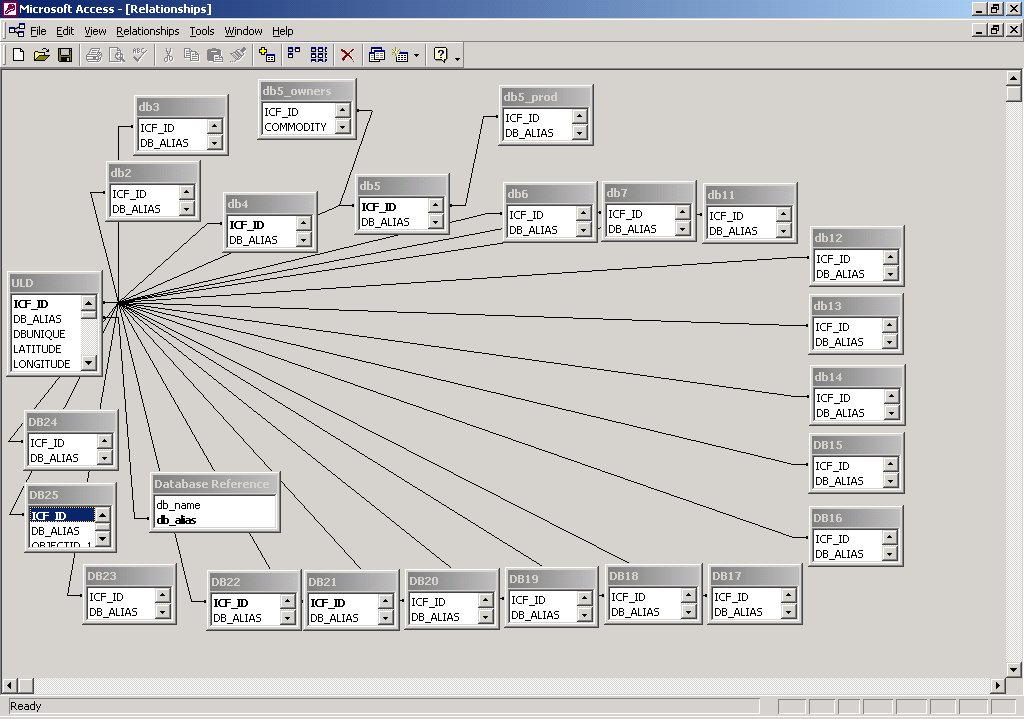 Microsoft Access - [Relationships]
File Edit View Relationships Tools Window Help
db5_owners
ICF_ID
COMMODITY
db5_prod
ICF_ID
DB_ALIAS
db3
ICF_ID
DB_ALIAS
db2
ICF_ID
DB_ALIAS
db4
ICF_ID
DB_ALIAS
db5
ICF_ID
DB_ALIAS
db6
ICF_ID
DB_ALIAS
db7
ICF_ID
DB_ALIAS
db11
ICF_ID
DB_ALIAS
db12
ICF_ID
DB_ALIAS
ULD
ICF_ID
DB_ALIAS
DBUNIQUE
LATITUDE
LONGITUDE
db13
ICF_ID
DB_ALIAS
db14
ICF_ID
DB_ALIAS
DB24
ICF_ID
DB_ALIAS
DB15
ICF_ID
DB_ALIAS
DB25
ICF_ID
DB_ALIAS
OBJECTID_1
Database Reference
db_name
db_alias
DB16
ICF_ID
DB_ALIAS
DB23
ICF_ID
DB_ALIAS
DB22
ICF_ID
DB_ALIAS
DB21
ICF_ID
DB_ALIAS
DB20
ICF_ID
DB_ALIAS
DB19
ICF_ID
DB_ALIAS
DB18
ICF_ID
DB_ALIAS
DB17
ICF_ID
DB_ALIAS
Ready